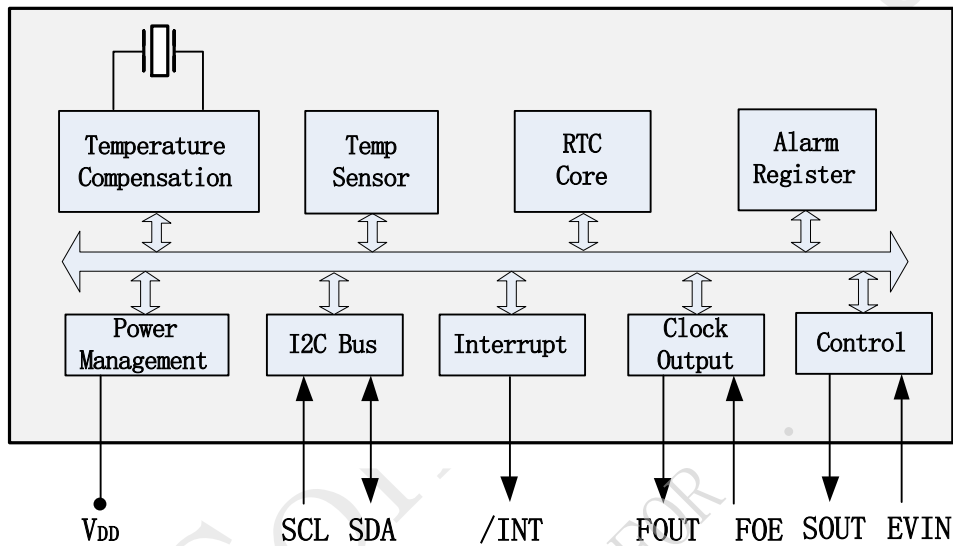 Temperature
Compensation
Temp
Sensor
RTC
Core
Alarm
Register
Power
Management
I2C Bus
Interrupt
Clock
Output
Control
VDD
SCL
SDA
/INT
FOUT
FOE
SOUT
EVIN
FOR